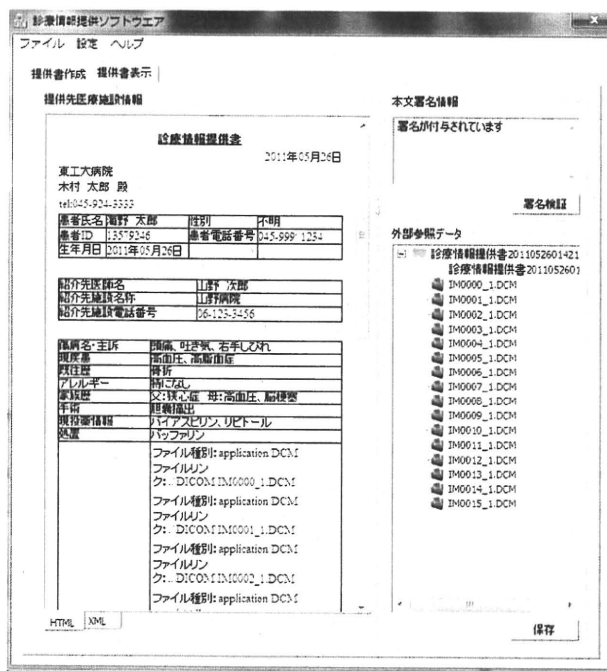 診療情報提供ソフトウエア
ファイル 設定 ヘルプ
提供書作成 提供書表示
提供先医療施設情報
診療情報提供書
2011年05月26日
東工大病院
木村 太郎 殿
tel:045-924-3333
患者氏名 海野 太郎 性別 不明
患者ID 13579246 患者電話番号 045-999 1234
生年月日 2011年05月26日
紹介先医師名 山野 次郎
紹介先施設名称 山野病院
紹介先施設電話番号 06-123-3456
傷病名・主訴 頭痛、吐き気、右手しびれ
現疾患 高血圧、高脂血症
既往歴 骨折
アレルギー 特になし
家族歴 父:狭心症 母:高血圧、脳梗塞
手術 胆嚢摘出
現投薬情報 バイアスピリン、リピトール
処置 バッファリン
ファイル種別: application DCM
ファイルリン
ク:.. DICOM IM0000_1.DCM
ファイル種別: application DCM
ファイルリン
ク:.. DICOM IM0001_1.DCM
ファイル種別: application DCM
ファイルリン
ク:.. DICOM IM0002_1.DCM
ファイル種別: application DCM
HTML XML
本文署名情報
署名が付与されています
署名検証
外部参照データ
診療情報提供書2011052601421
診療情報提供書2011052601
IM0000_1.DCM
IM0001_1.DCM
IM0002_1.DCM
IM0003_1.DCM
IM0004_1.DCM
IM0005_1.DCM
IM0006_1.DCM
IM0007_1.DCM
IM0008_1.DCM
IM0009_1.DCM
IM0010_1.DCM
IM0011_1.DCM
IM0012_1.DCM
IM0013_1.DCM
IM0014_1.DCM
IM0015_1.DCM
保存